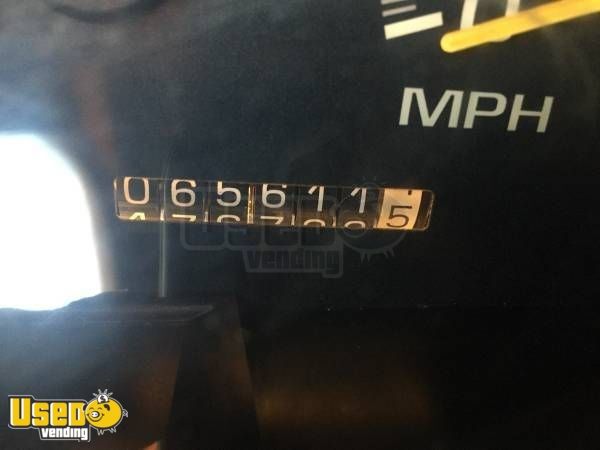 MPH
0656115
USED
vending
USED
vending